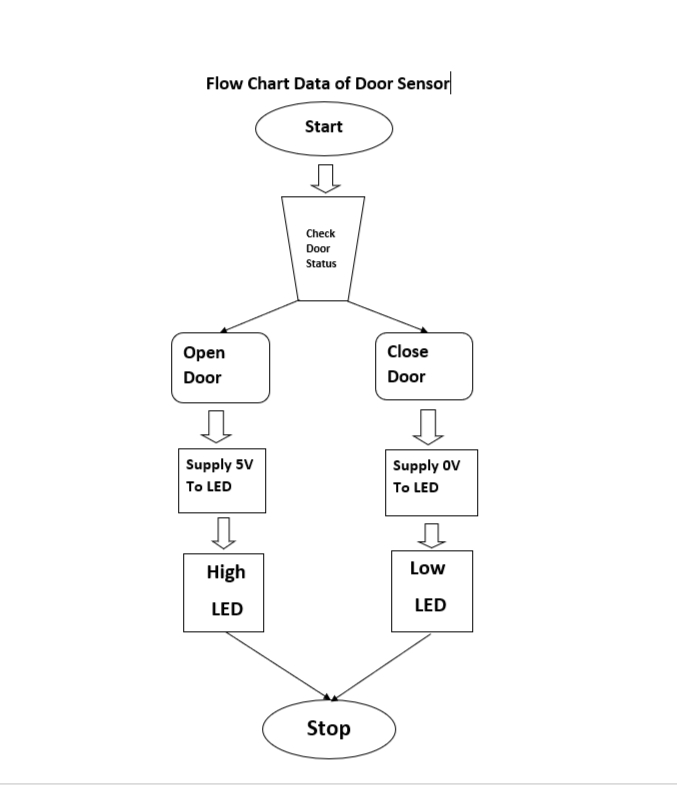 Flow Chart Data of Door Sensor
Start
Check
Door
Status
Open
Door
Close
Door
Supply 5V
To LED
Supply 0V
To LED
High
LED
Low
LED
Stop